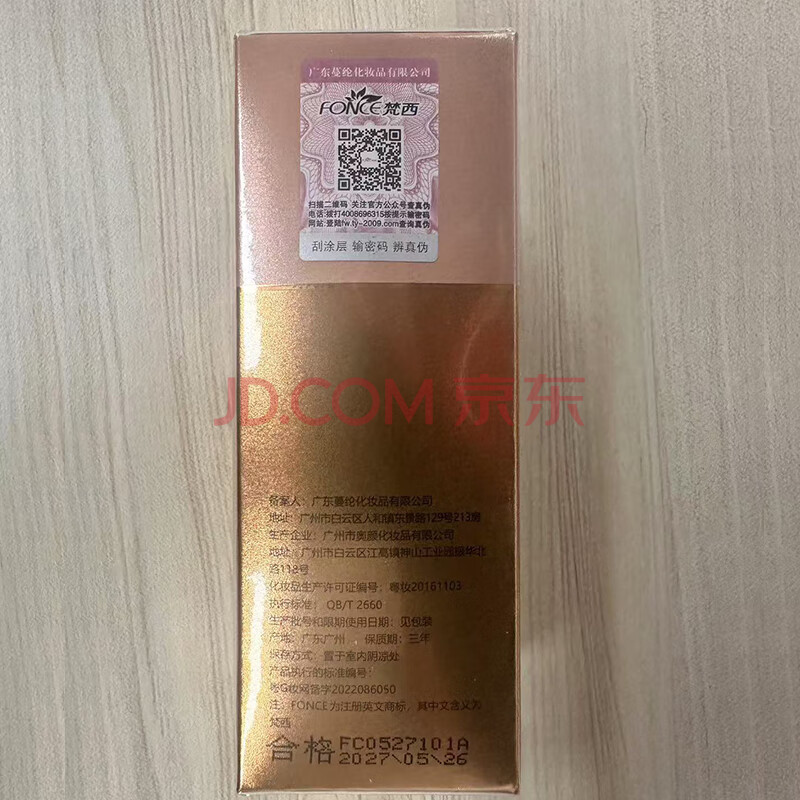 广东蔓纶化妆品有限公司
FONCE梵西
扫描二维码 关注官方公众号查真伪
电话:拨打4008696315按提示输密码
网站:登陆fw.ty-2009.com查询真伪
刮涂层 输密码 辨真伪
JD.COM 京东
备案人：广东蔓纶化妆品有限公司
地址：广州市白云区人和镇东景路129号213房
生产企业：广州市奥颜化妆品有限公司
地址：广州市白云区江高镇神山工业园振华北
路118号
化妆品生产许可证编号：粤妆20161103
执行标准： QB/T 2660
生产批号和限期使用日期：见包装
产地：广东广州 保质期：三年
保存方式：置于室内阴凉处
产品执行的标准编号：
粤G妆网备字2022086050
注：FONCE为注册英文商标，其中文含义为
梵西
合格 FC0527101A
2027\05\26